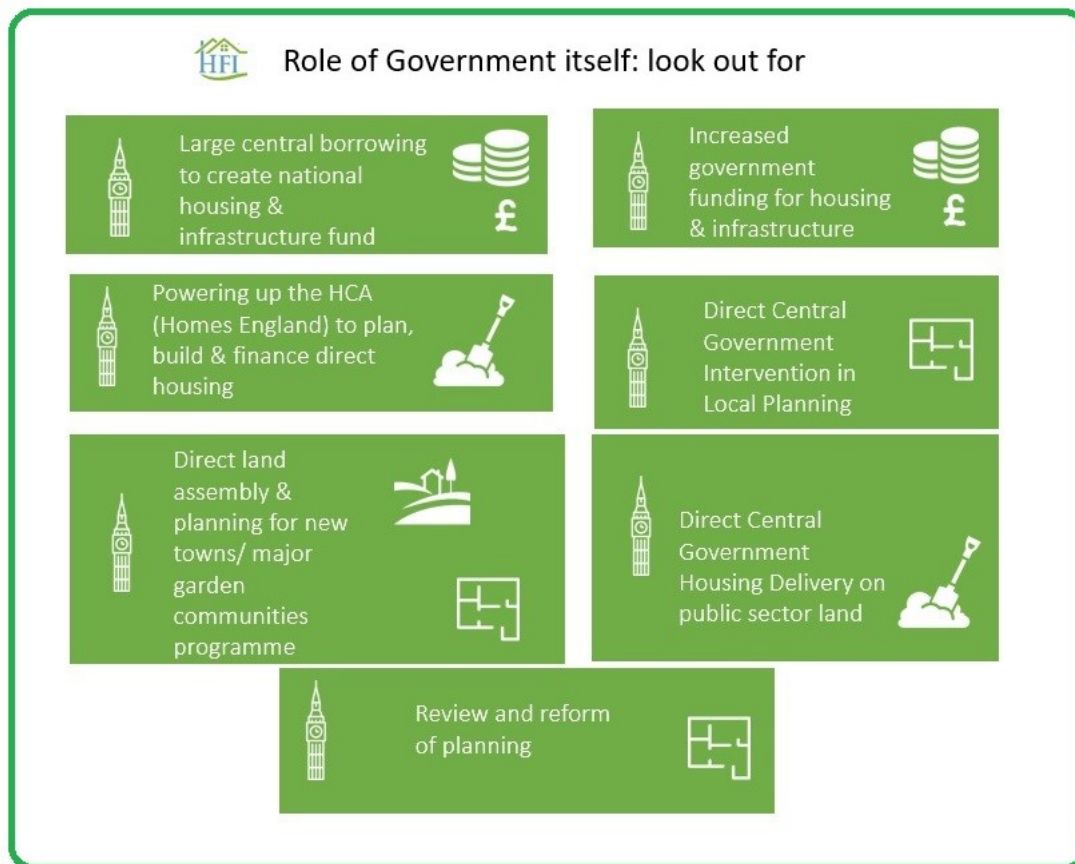 HFI
Role of Government itself: look out for
Large central borrowing
to create national
housing &
infrastructure fund
£
Increased
government
funding for housing
& infrastructure
£
Powering up the HCA
(Homes England) to plan,
build & finance direct
housing
Direct Central
Government
Intervention in
Local Planning
Direct land
assembly &
planning for new
towns/ major
garden
communities
programme
Direct Central
Government
Housing Delivery on
public sector land
Review and reform
of planning